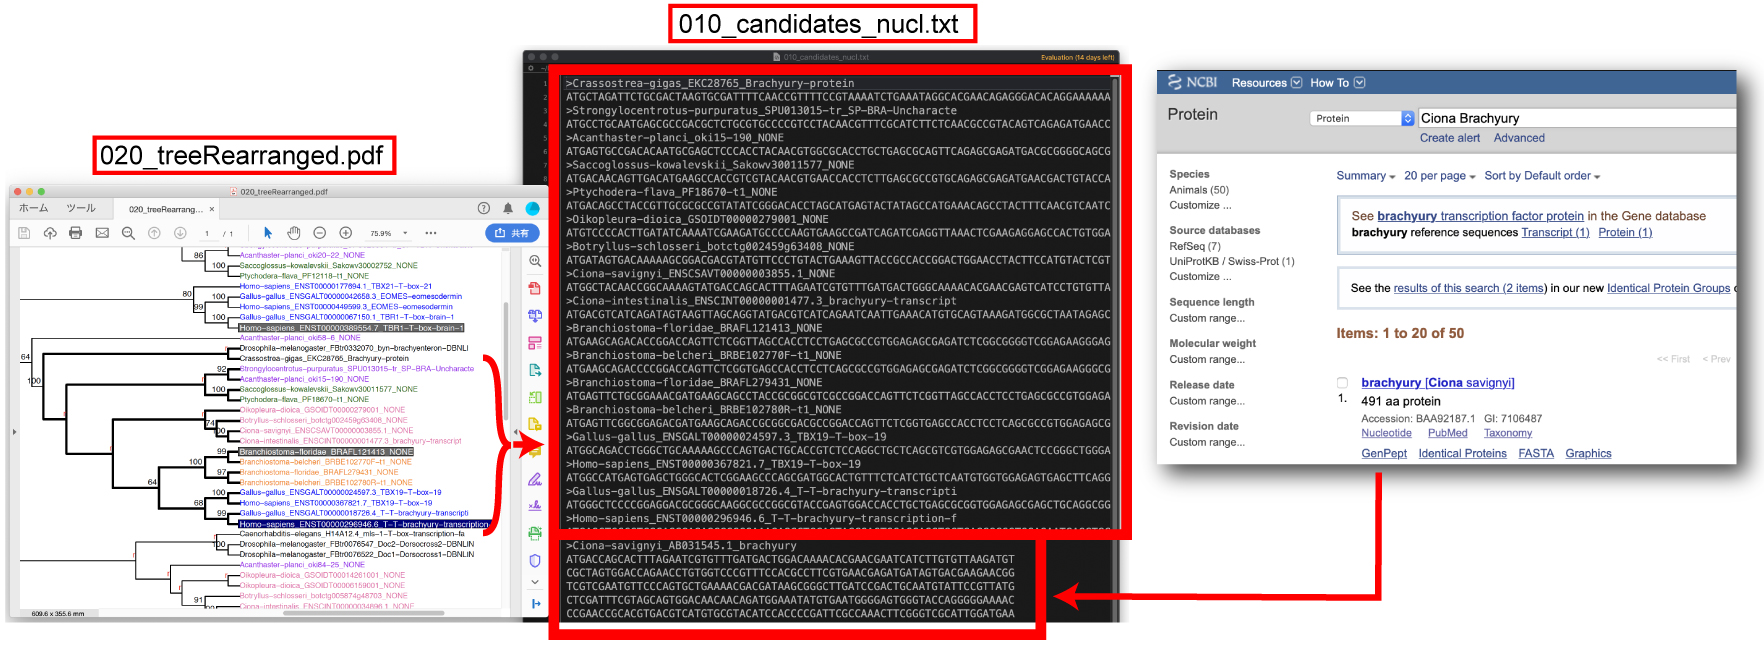 010_candidates_nucl.txt
020_treeRearranged.pdf
020_treeRearranged.pdf
ホーム ツール 020_treeRearrang... ×
1 / 1 75.9% 共有
86
Acanthaster-planci_oki20-22_NONE
100
Saccoglossus-kowalevskii_Sakowv30002752_NONE
Ptychodera-flava_PF12118-t1_NONE
80
Homo-sapiens_ENST00000177694.1_TBX21-T-box-21
100
Gallus-gallus_ENSGALT00000042658.3_EOMES-eomesodermin
99
Homo-sapiens_ENST00000449599.3_EOMES-eomesodermin
Gallus-gallus_ENSGALT00000067150.1_TBR1-T-box-brain-1
100
Homo-sapiens_ENST00000389554.7_TBR1-T-box-brain-1
Acanthaster-planci_oki58-6_NONE
64
Drosophila-melanogaster_FBtr0332070_byn-brachyenteron-DBNLI
Crassostrea-gigas_EKC28765_Brachyury-protein
92
Strongylocentrotus-purpuratus_SPU013015-tr_SP-BRA-Uncharacte
100
Acanthaster-planci_oki15-190_NONE
100
Saccoglossus-kowalevskii_Sakowv30011577_NONE
Ptychodera-flava_PF18670-t1_NONE
Oikopleura-dioica_GSOIDT00000279001_NONE
74
Botryllus-schlosseri_botctg002459g63408_NONE
100
Ciona-savignyi_ENSCSAVT00000003855.1_NONE
Ciona-intestinalis_ENSCINT00000001477.3_brachyury-transcript
99
Branchiostoma-floridae_BRAFL121413_NONE
100
Branchiostoma-belcheri_BRBE102770F-t1_NONE
97
Branchiostoma-floridae_BRAFL279431_NONE
64
Branchiostoma-belcheri_BRBE102780R-t1_NONE
100
Gallus-gallus_ENSGALT00000024597.3_TBX19-T-box-19
68
Homo-sapiens_ENST00000367821.7_TBX19-T-box-19
99
Gallus-gallus_ENSGALT00000018726.4_T-T-brachyury-transcripti
Homo-sapiens_ENST00000296946.6_T-T-brachyury-transcription
Caenorhabditis-elegans_H14A12.4_mls-1-T-box-transcription-fa
100
Drosophila-melanogaster_FBtr0076547_Doc2-Dorsocross2-DBNLIN
Drosophila-melanogaster_FBtr0076522_Doc1-Dorsocross1-DBNLIN
Acanthaster-planci_oki84-25_NONE
Oikopleura-dioica_GSOIDT00014261001_NONE
Oikopleura-dioica_GSOIDT00006159001_NONE
91
Botryllus-schlosseri_botctg005874g48703_NONE
100
Ciona-intestinalis_ENSCINT00000034696.1_NONE
609.6 x 355.6 mm
010_candidates_nucl.txt Evaluation (14 days left)
>Crassostrea-gigas_EKC28765_Brachyury-protein
ATGCTAGATTCTGCGACTAAGTGCGATTTTCAACCGTTTTCCGTAAAATCTGAAATAGGCACGAACAGAGGGACACAGGAAAAAA
>Strongylocentrotus-purpuratus_SPU013015-tr_SP-BRA-Uncharacte
ATGCCTGCAATGAGCGCCGACGCTCTGCGTGCCCCGTCCTACAACGTTTCGCATCTTCTCAACGCCGTACAGTCAGAGATGAACC
>Acanthaster-planci_oki15-190_NONE
ATGAGTGCCGACACAATGCGAGCTCCCACCTACAACGTGGCGCACCTGCTGAGCGCAGTTCAGAGCGAGATGACGCGGGGCAGCG
>Saccoglossus-kowalevskii_Sakowv30011577_NONE
ATGACAACAGTTGACATGAAGCCACCGTCGTACAACGTGAACCACCTCTTGAGCGCCGTGCAGAGCGAGATGAACGACTGTACCA
>Ptychodera-flava_PF18670-t1_NONE
ATGACAGCCTACCGTTGCGCGCCGTATATCGGGACACCTAGCATGAGTACTATAGCCATGAAACAGCCTACTTTCAACGTCAATC
>Oikopleura-dioica_GSOIDT00000279001_NONE
ATGTCCCCACTTGATATCAAAATCGAAGATGCCCCAAGTGAAGCCGATCAGATCGAGGTTAAACTCGAAGAGGAGCCACTGTGGA
>Botryllus-schlosseri_botctg002459g63408_NONE
ATGATAGTGACAAAAAGCGGACGACGTATGTTCCCTGTACTGAAAGTTACCGCCACCGGACTGGAACCTACTTCCATGTACTCGT
>Ciona-savignyi_ENSCSAVT00000003855.1_NONE
ATGGCTACAACCGGCAAAAGTATGACCAGCACTTTAGAATCGTGTTTGATGACTGGGCAAAACACGAACGAGTCATCCTGTGTTA
>Ciona-intestinalis_ENSCINT00000001477.3_brachyury-transcript
ATGACGTCATCAGATAGTAAGTTAGCCAGTATGACGTCATCAGAATCAATTGAAACATGTGCAGTAAAGATGGCGCTAATAGAGC
>Branchiostoma-floridae_BRAFL121413_NONE
ATGAAGCAGACACCGGACCAGTTCTCGGTTAGCCACCTCCTGAGCGCCGTGGAGAGCGAGATCTCGGCGGGGTCGGAGAAGGGAG
>Branchiostoma-belcheri_BRBE102770F-t1_NONE
ATGAAGCAGACCCCGGACCAGTTCTCGGTGAGCCACCTCCTCAGCGCCGTGGAGAGCGAGATCTCGGCGGGGTCGGAGAAGGGCG
>Branchiostoma-floridae_BRAFL279431_NONE
ATGAGTTCTGCGGAAACGATGAAGCAGCCTACCGCGGCGTCGCCGGACCAGTTCTCGGTTAGCCACCTCCTGAGCGCCGTGGAGA
>Branchiostoma-belcheri_BRBE102780R-t1_NONE
ATGAGTTCGGCGGAGACGATGAAGCAGACCGCGGCGACGCCGGACCAGTTCTCGGTGAGCCACCTCCTCAGCGCCGTGGAGAGCG
>Gallus-gallus_ENSGALT00000024597.3_TBX19-T-box-19
ATGGCAGACCTGGGCTGCAAAAAGCCCAGTGACTGCACCGTCTCCAGGCTGCTCAGCGTCGTGGAGAGCGAACTCCGGGCTGGGA
>Homo-sapiens_ENST00000367821.7_TBX19-T-box-19
ATGGCCATGAGTGAGCTGGGCACTCGGAAGCCCAGCGATGGCACTGTTTCTCATCTGCTCAATGTGGTGGAGAGTGAGCTTCAGG
>Gallus-gallus_ENSGALT00000018726.4_T-T-brachyury-transcripti
ATGGGCTCCCCGGAGGACGCGGGCAAGGCGCCGGCGTACCGAGTGGACCACCTGCTGAGCGCGGTGGAGAGCGAGCTGCAGGCGG
>Homo-sapiens_ENST00000296946.6_T-T-brachyury-transcription-f
>Ciona-savignyi_AB031545.1_brachyury
ATGACCAGCACTTTAGAATCGTGTTTGATGACTGGACAAAACACGAACGAATCATCTTGTGTTAAGATGT
CGCTAGTGGACCAGAACCTGTGGTCCCGTTTCCACGCCTTCGTGAACGAGATGATAGTGACGAAGAACGG
TCGTCGAATGTTCCCAGTGCTGAAAACGACGATAAGCGGGCTTGATCCGACTGCAATGTATTCCGTTATG
CTCGATTTCGTAGCAGTGGACAACAACAGATGGAAATATGTGAATGGGGAGTGGGTACCAGGGGGAAAAC
CCGAACCGCACGTGACGTCATGTGCGTACATCCACCCCGATTCGCCAAACTTCGGGTCGCATTGGATGAA
NCBI Resources How To
Protein Protein Ciona Brachyury
Create alert Advanced
Species
Animals (50)
Customize ...
Source databases
RefSeq (7)
UniProtKB / Swiss-Prot (1)
Customize ...
Sequence length
Custom range...
Molecular weight
Custom range...
Release date
Custom range...
Revision date
Custom range...
Summary 20 per page Sort by Default order
See brachyury transcription factor protein in the Gene database
brachyury reference sequences Transcript (1) Protein (1)
See the results of this search (2 items) in our new Identical Protein Groups
Items: 1 to 20 of 50
<< First < Prev
brachyury [Ciona savignyi]
1. 491 aa protein
Accession: BAA92187.1 GI: 7106487
Nucleotide PubMed Taxonomy
GenPept Identical Proteins FASTA Graphics